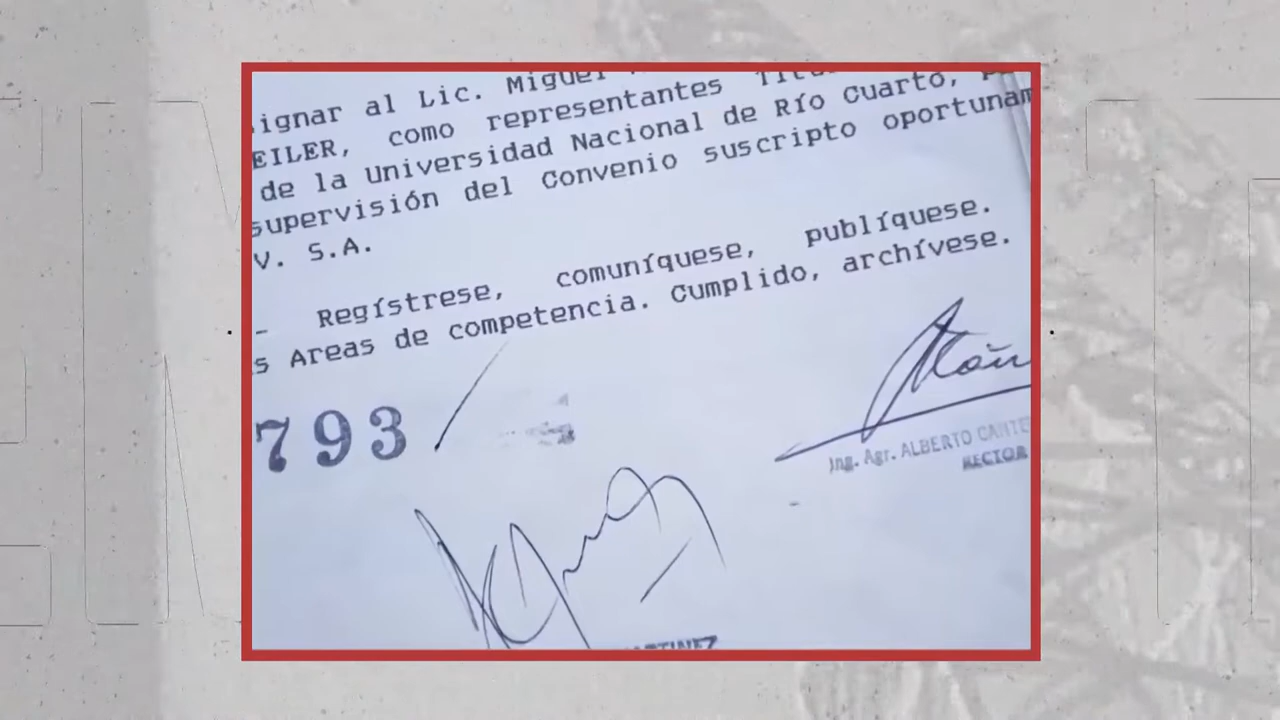 ignar al Lic. Miguel
EILER, como representantes
de la Universidad Nacional de Río Cuarto,
supervisión del Convenio suscripto oportunam
V. S.A.
- Regístrese, comuníquese, publíquese.
s Areas de competencia. Cumplido, archívese.
793
Ing. Agr. ALBERTO CANTE
RECTOR